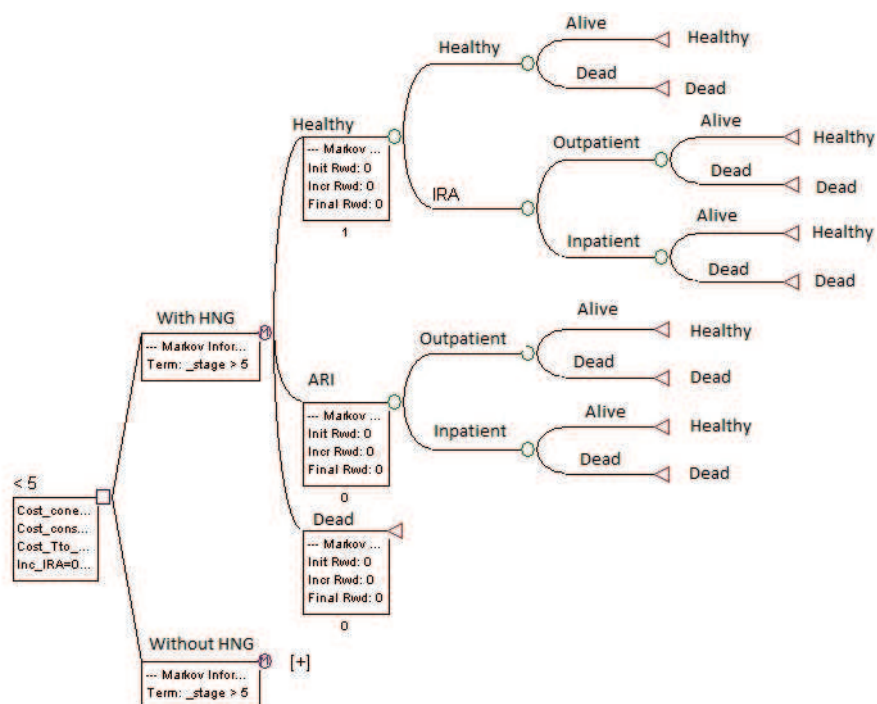 Alive
Healthy
Healthy
Dead
Dead
Healthy
--- Markov ...
Init Rwd: 0
Incr Rwd: 0
Final Rwd: 0
1
Alive
Outpatient
Healthy
Dead
IRA
Dead
Alive
Inpatient
Healthy
Dead
Dead
With HNG
--- Markov Infor...
Term: _stage > 5
Alive
Outpatient
Healthy
Dead
ARI
Dead
--- Markov ...
Init Rwd: 0
Incr Rwd: 0
Final Rwd: 0
0
Alive
Inpatient
Healthy
Dead
Dead
< 5
Cost_cone...
Cost_cons...
Cost_Tto_...
Inc_IRA=0...
Dead
--- Markov ...
Init Rwd: 0
Incr Rwd: 0
Final Rwd: 0
0
Without HNG
[+]
--- Markov Infor...
Term: _stage > 5